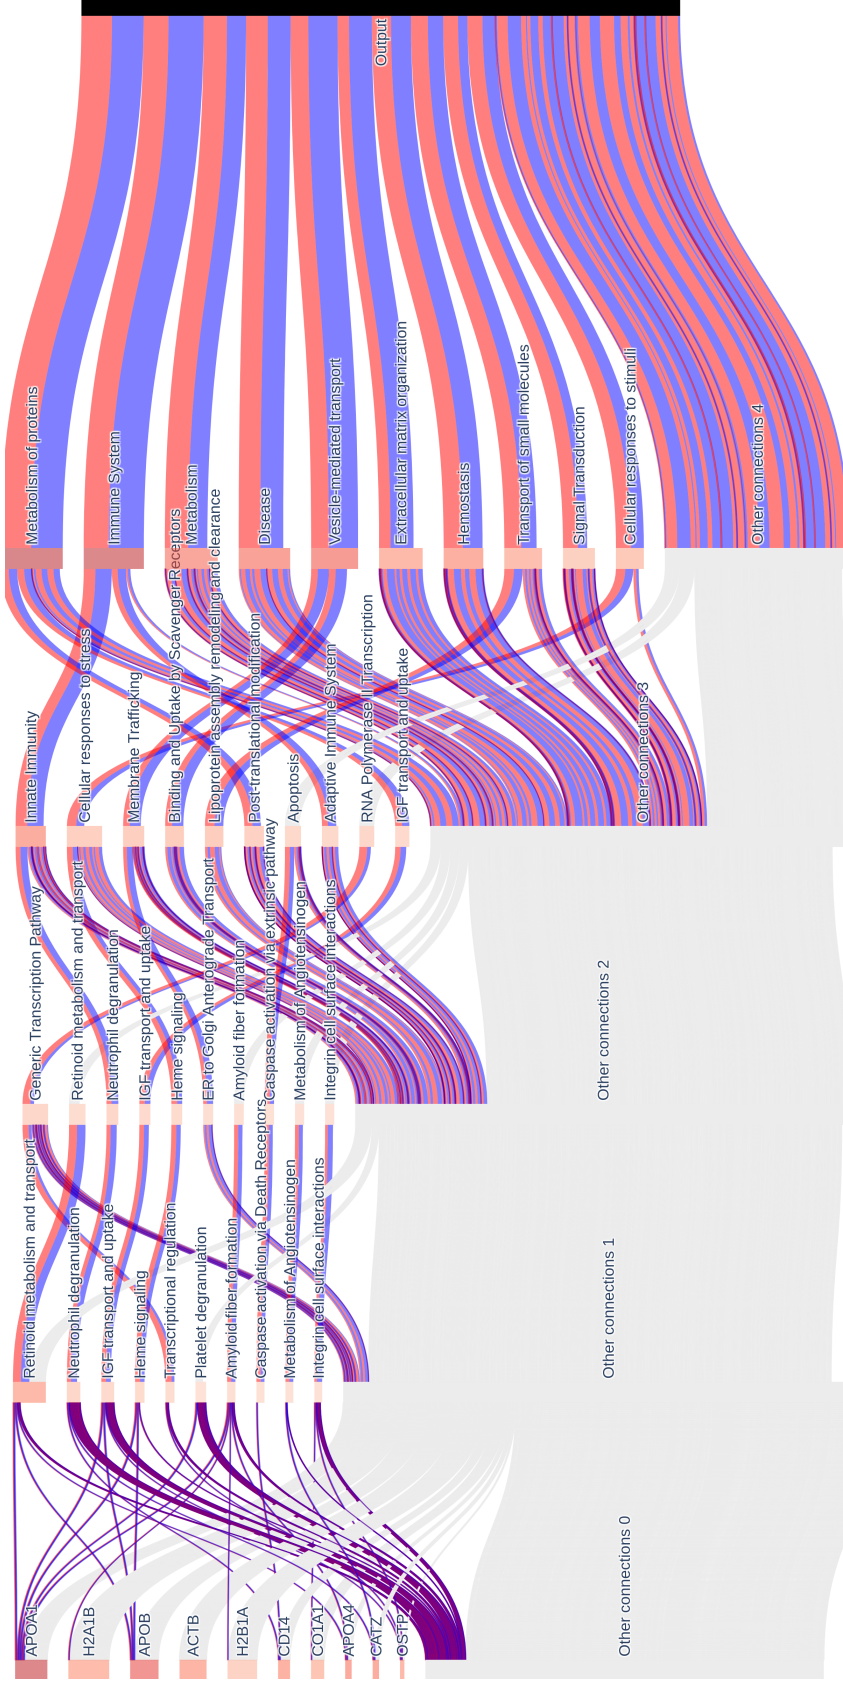 Output
Metabolism of proteins
Immune System
Metabolism
Disease
Vesicle-mediated transport
Extracellular matrix organization
Hemostasis
Transport of small molecules
Signal Transduction
Cellular responses to stimuli
Other connections 4
Innate Immunity
Cellular responses to stress
Membrane Trafficking
Binding and Uptake by Scavenger Receptors
Lipoprotein assembly remodeling and clearance
Post-translational modification
Apoptosis
Adaptive Immune System
RNA Polymerase II Transcription
IGF transport and uptake
Other connections 3
Generic Transcription Pathway
Retinoid metabolism and transport
Neutrophil degranulation
IGF transport and uptake
Heme signaling
ER to Golgi Anterograde Transport
Amyloid fiber formation
Caspase activation via extrinsic pathway
Metabolism of Angiotensinogen
Integrin cell surface interactions
Other connections 2
Retinoid metabolism and transport
Neutrophil degranulation
IGF transport and uptake
Heme signaling
Transcriptional regulation
Platelet degranulation
Amyloid fiber formation
Caspase activation via Death Receptors
Metabolism of Angiotensinogen
Integrin cell surface interactions
Other connections 1
APOA1
H2A1B
APOB
ACTB
H2B1A
CD14
CO1A1
APOA4
CATZ
OSTP
Other connections 0